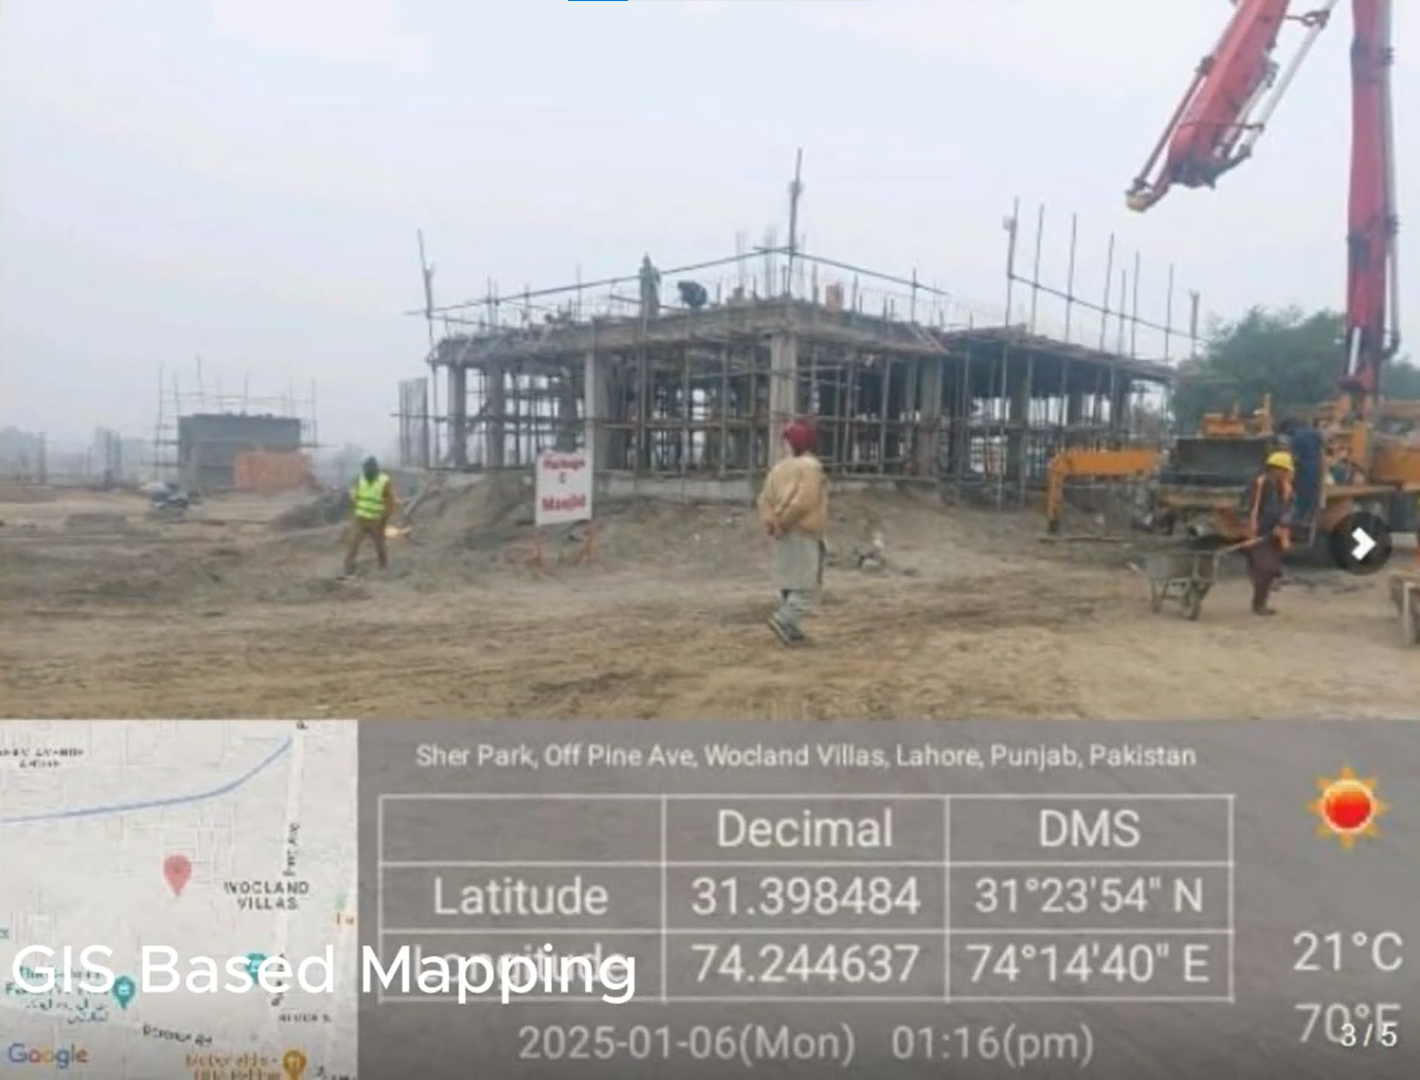 Package
Masjid
Sher Park, Off Pine Ave, Wocland Villas, Lahore, Punjab, Pakistan
Decimal
DMS
Latitude
31.398484
31°23'54" N
Longitude
74.244637
74°14'40" E
2025-01-06(Mon) 01:16(pm)
21°C
70°F
3 / 5
GIS Based Mapping
WOCLAND
VILLAS
Google